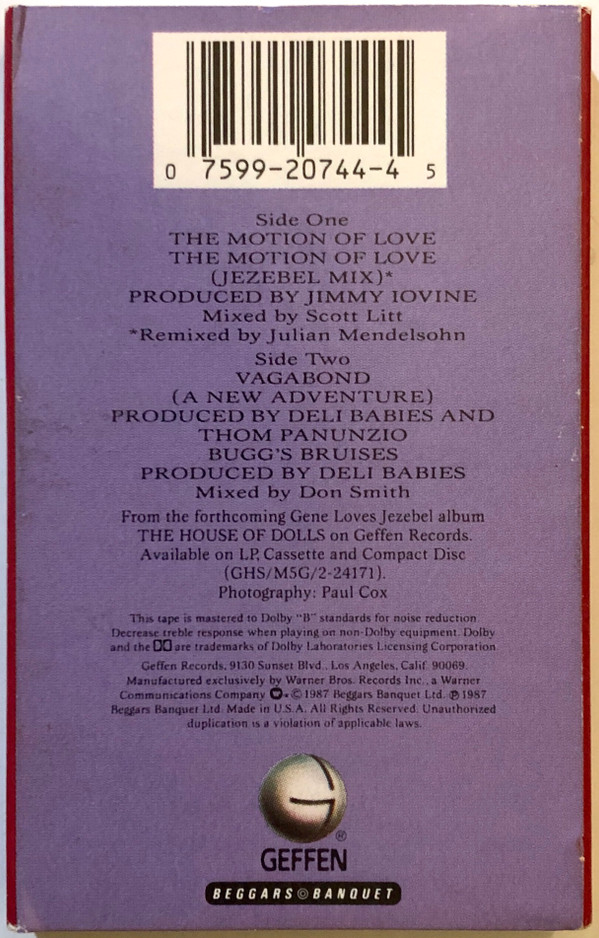 0 7599-20744-4 5
Side One
THE MOTION OF LOVE
THE MOTION OF LOVE
(JEZEBEL MIX)*
PRODUCED BY JIMMY IOVINE
Mixed by Scott Litt
*Remixed by Julian Mendelsohn
Side Two
VAGABOND
(A NEW ADVENTURE)
PRODUCED BY DELI BABIES AND
THOM PANUNZIO
BUGG'S BRUISES
PRODUCED BY DELI BABIES
Mixed by Don Smith
From the forthcoming Gene Loves Jezebel album
THE HOUSE OF DOLLS on Geffen Records.
Available on LP, Cassette and Compact Disc
(GHS/M5G/2-24171).
Photography: Paul Cox
This tape is mastered to Dolby "B" standards for noise reduction.
Decrease treble response when playing on non-Dolby equipment. Dolby
and the are trademarks of Dolby Laboratories Licensing Corporation.
Geffen Records, 9130 Sunset Blvd., Los Angeles, Calif. 90069.
Manufactured exclusively by Warner Bros. Records Inc., a Warner
Communications Company • © 1987 Beggars Banquet Ltd. ℗ 1987
Beggars Banquet Ltd. Made in U.S.A. All Rights Reserved. Unauthorized
duplication is a violation of applicable laws.
®
GEFFEN
BEGGARS BANQUET